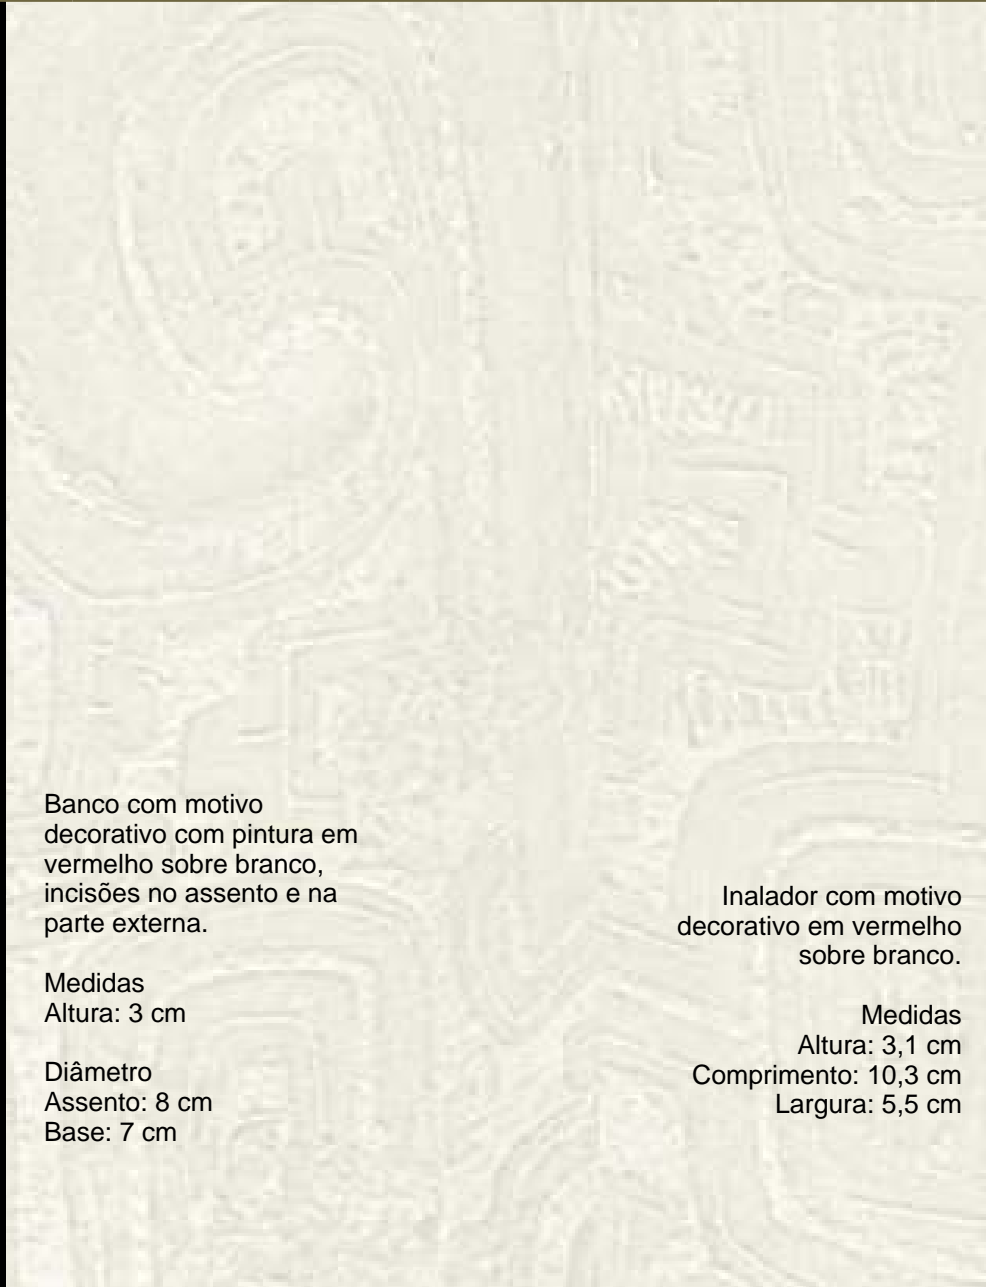 Banco com motivo
decorativo com pintura em
vermelho sobre branco,
incisões no assento e na
parte externa.
Medidas
Altura: 3 cm
Diâmetro
Assento: 8 cm
Base: 7 cm
Inalador com motivo
decorativo em vermelho
sobre branco.
Medidas
Altura: 3,1 cm
Comprimento: 10,3 cm
Largura: 5,5 cm